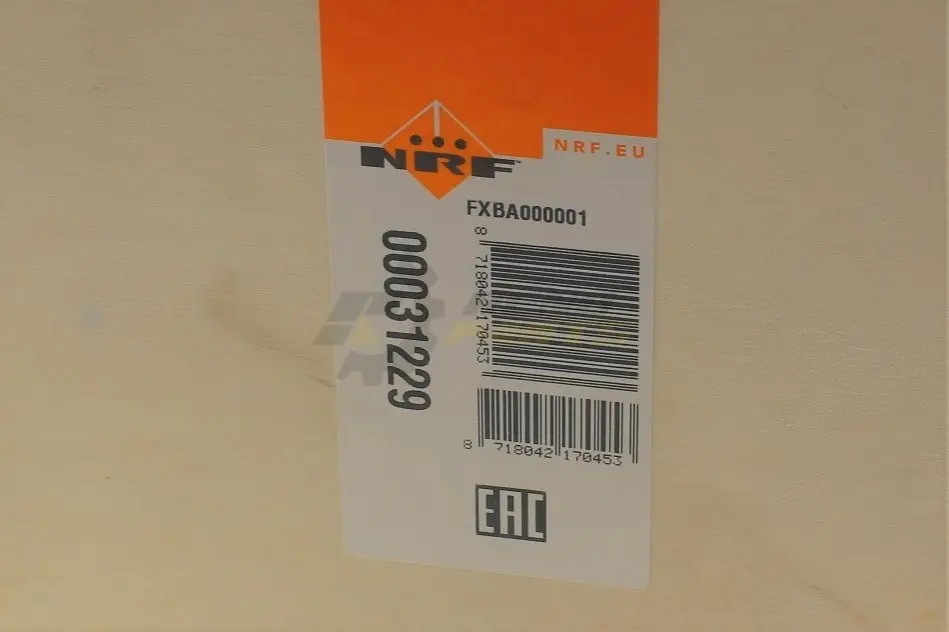 NRF
NRF.EU
FXBA000001
00031229
8 718042 170453
8 718042 170453
EAC